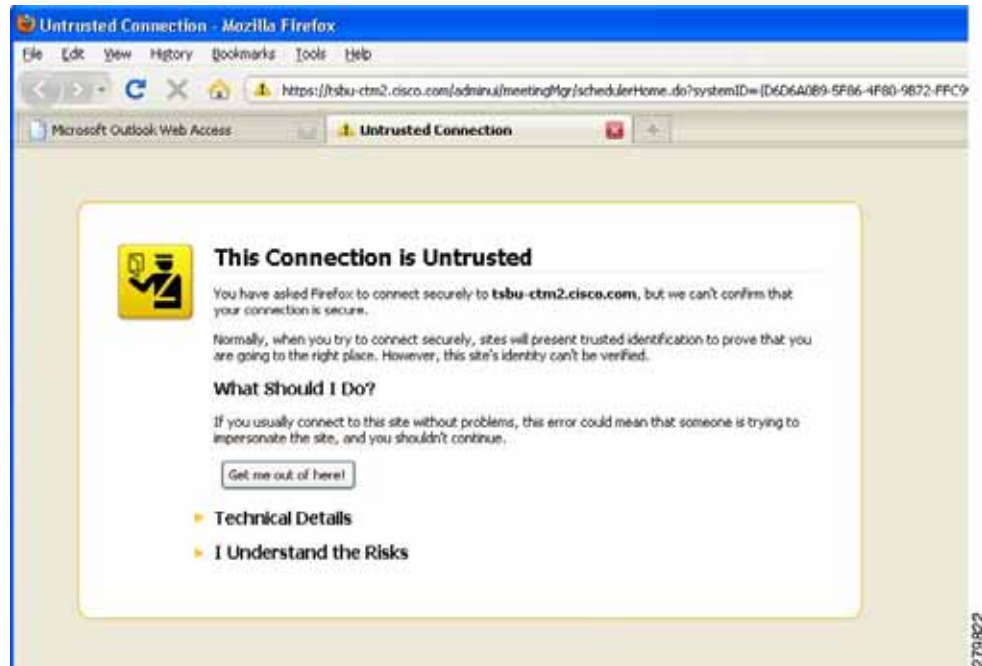 Untrusted Connection - Mozilla Firefox
File Edit View History Bookmarks Tools Help
https://tsbu-ctm2.cisco.com/adminui/meetingMgr/schedulerHome.do?systemID={D6D6A0B9-5F86-4F80-9B72-FFC9
Microsoft Outlook Web Access
Untrusted Connection
This Connection is Untrusted
You have asked Firefox to connect securely to tsbu-ctm2.cisco.com, but we can't confirm that
your connection is secure.
Normally, when you try to connect securely, sites will present trusted identification to prove that you
are going to the right place. However, this site's identity can't be verified.
What Should I Do?
If you usually connect to this site without problems, this error could mean that someone is trying to
impersonate the site, and you shouldn't continue.
Get me out of here!
Technical Details
I Understand the Risks
279822